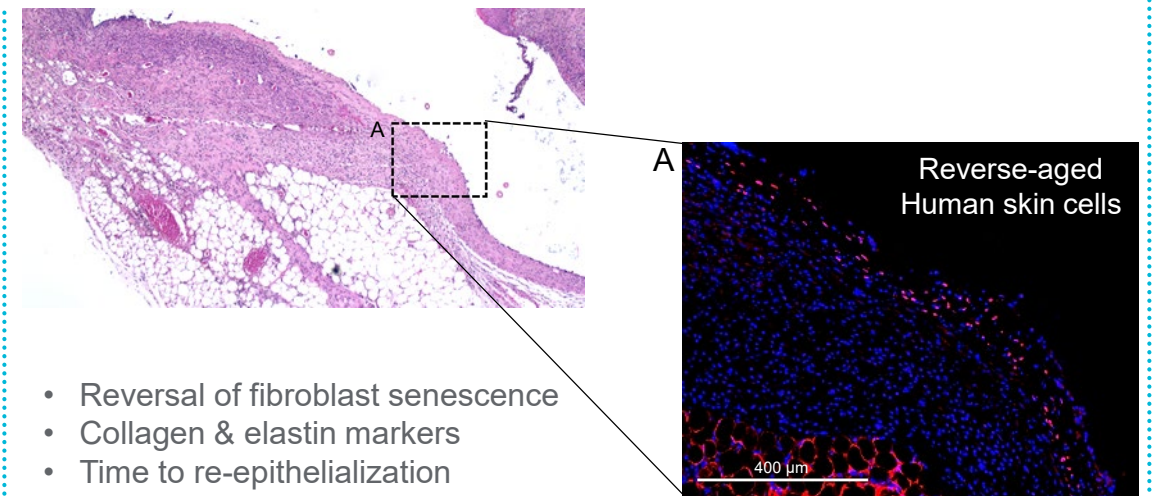 A
A
Reverse-aged
Human skin cells
• Reversal of fibroblast senescence
• Collagen & elastin markers
• Time to re-epithelialization
400 µm